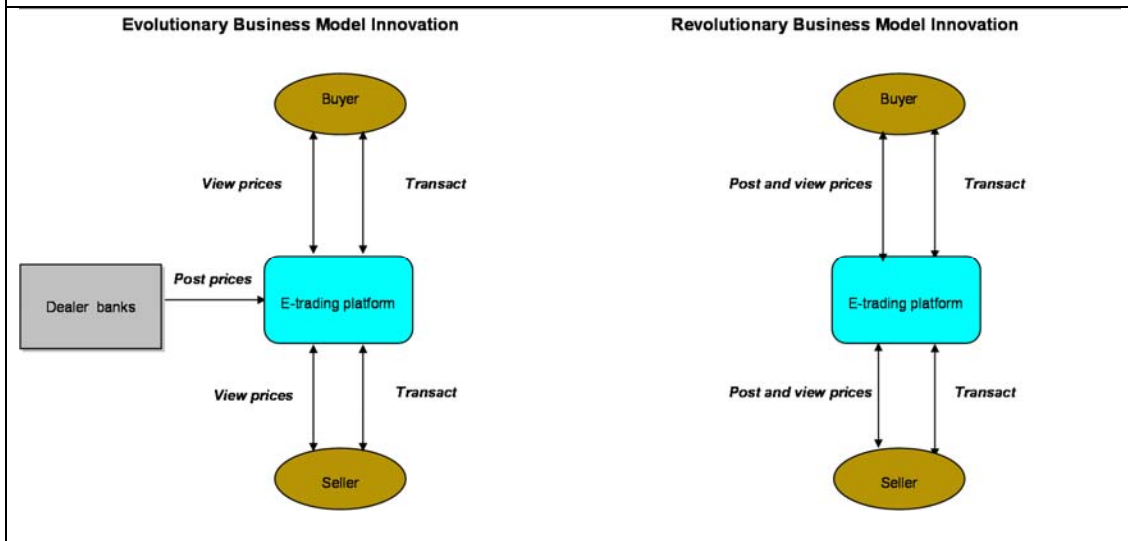 Evolutionary Business Model Innovation
Buyer
View prices
Transact
Post prices
Dealer banks
E-trading platform
View prices
Transact
Seller
Revolutionary Business Model Innovation
Buyer
Post and view prices
Transact
E-trading platform
Post and view prices
Transact
Seller